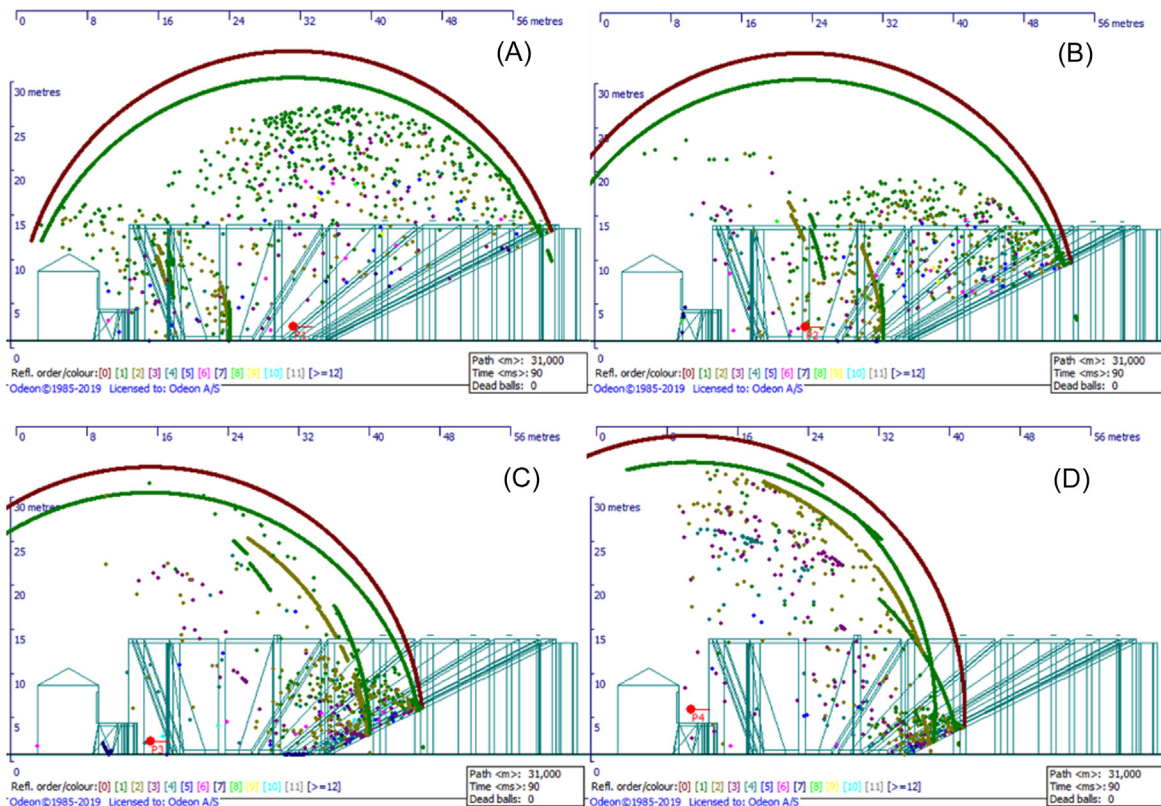 0 8 16 24 32 40 48 56 metres
(A)
30 metres
25
20
15
10
5
0
Refl. order/colour:[0] [1] [2] [3] [4] [5] [6] [7] [8] [9] [10] [11] [>=12]
Odeon©1985-2019 Licensed to: Odeon A/S
Path <m>: 31,000
Time <ms>: 90
Dead balls: 0
0 8 16 24 32 40 48 56 metres
(B)
30 metres
25
20
15
10
5
0
P2
Refl. order/colour:[0] [1] [2] [3] [4] [5] [6] [7] [8] [9] [10] [11] [>=12]
Odeon©1985-2019 Licensed to: Odeon A/S
Path <m>: 31,000
Time <ms>: 90
Dead balls: 0
0 8 16 24 32 40 48 56 metres
(C)
30 metres
25
20
15
10
5
0
P3
Refl. order/colour:[0] [1] [2] [3] [4] [5] [6] [7] [8] [9] [10] [11] [>=12]
Odeon©1985-2019 Licensed to: Odeon A/S
Path <m>: 31,000
Time <ms>: 90
Dead balls: 0
0 8 16 24 32 40 48 56 metres
(D)
30 metres
25
20
15
10
5
0
P4
Refl. order/colour:[0] [1] [2] [3] [4] [5] [6] [7] [8] [9] [10] [11] [>=12]
Odeon©1985-2019 Licensed to: Odeon A/S
Path <m>: 31,000
Time <ms>: 90
Dead balls: 0